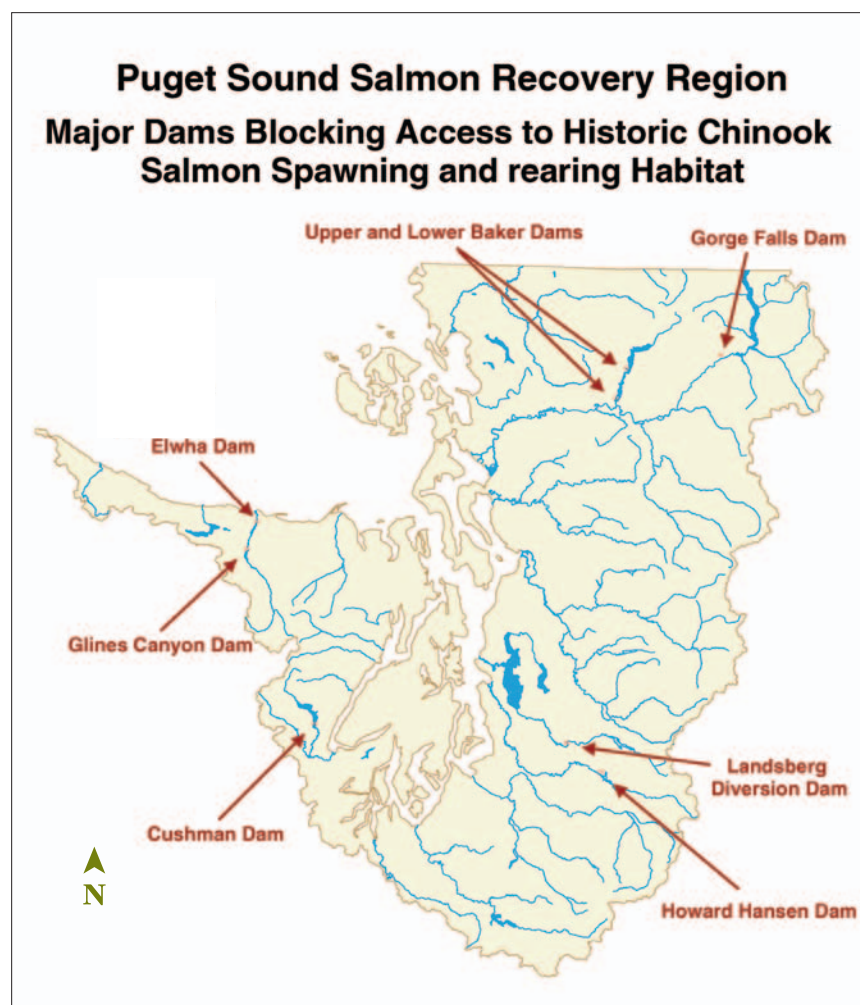 Puget Sound Salmon Recovery Region
Major Dams Blocking Access to Historic Chinook
Salmon Spawning and rearing Habitat
Upper and Lower Baker Dams
Gorge Falls Dam
Elwha Dam
Glines Canyon Dam
Landsberg
Diversion Dam
Cushman Dam
Howard Hansen Dam
N